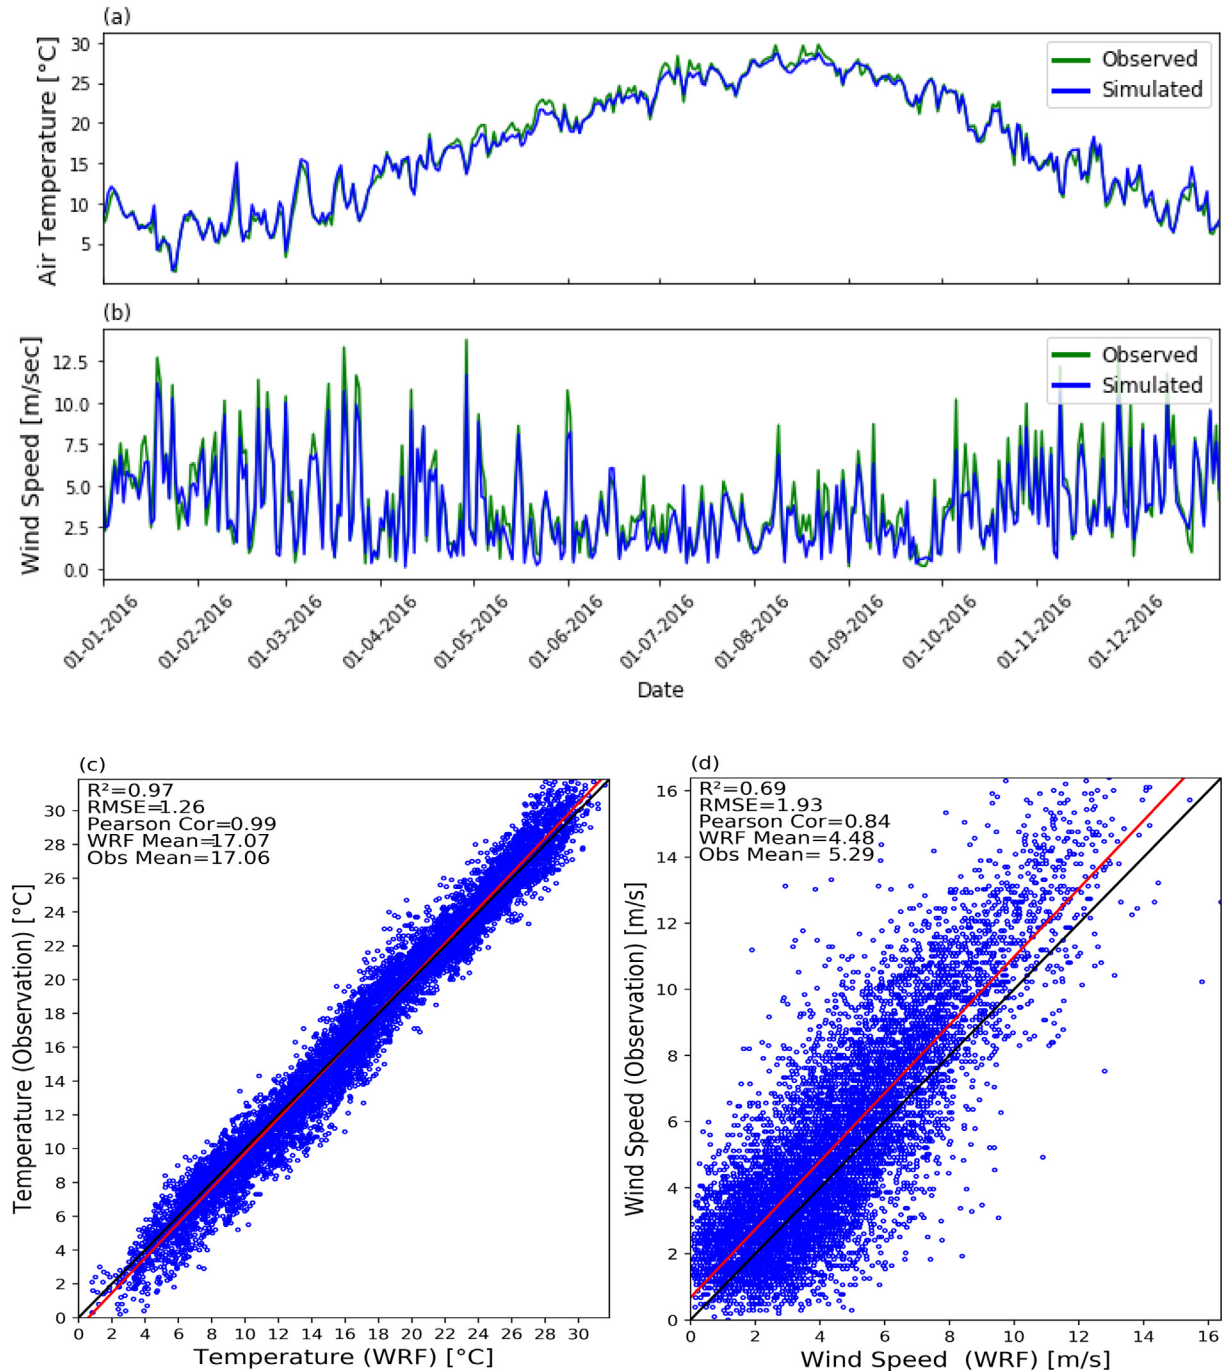 (a)
Air Temperature [°C]
30
25
20
15
10
5
Observed
Simulated
(b)
Wind Speed [m/sec]
12.5
10.0
7.5
5.0
2.5
0.0
Observed
Simulated
01-01-2016
01-02-2016
01-03-2016
01-04-2016
01-05-2016
01-06-2016
01-07-2016
01-08-2016
01-09-2016
01-10-2016
01-11-2016
01-12-2016
Date
(c)
R²=0.97
RMSE=1.26
Pearson Cor=0.99
WRF Mean=17.07
Obs Mean=17.06
Temperature (Observation) [°C]
30
28
26
24
22
20
18
16
14
12
10
8
6
4
2
0
0 2 4 6 8 10 12 14 16 18 20 22 24 26 28 30
Temperature (WRF) [°C]
(d)
R²=0.69
RMSE=1.93
Pearson Cor=0.84
WRF Mean=4.48
Obs Mean= 5.29
Wind Speed (Observation) [m/s]
16
14
12
10
8
6
4
2
0
0 2 4 6 8 10 12 14 16
Wind Speed (WRF) [m/s]